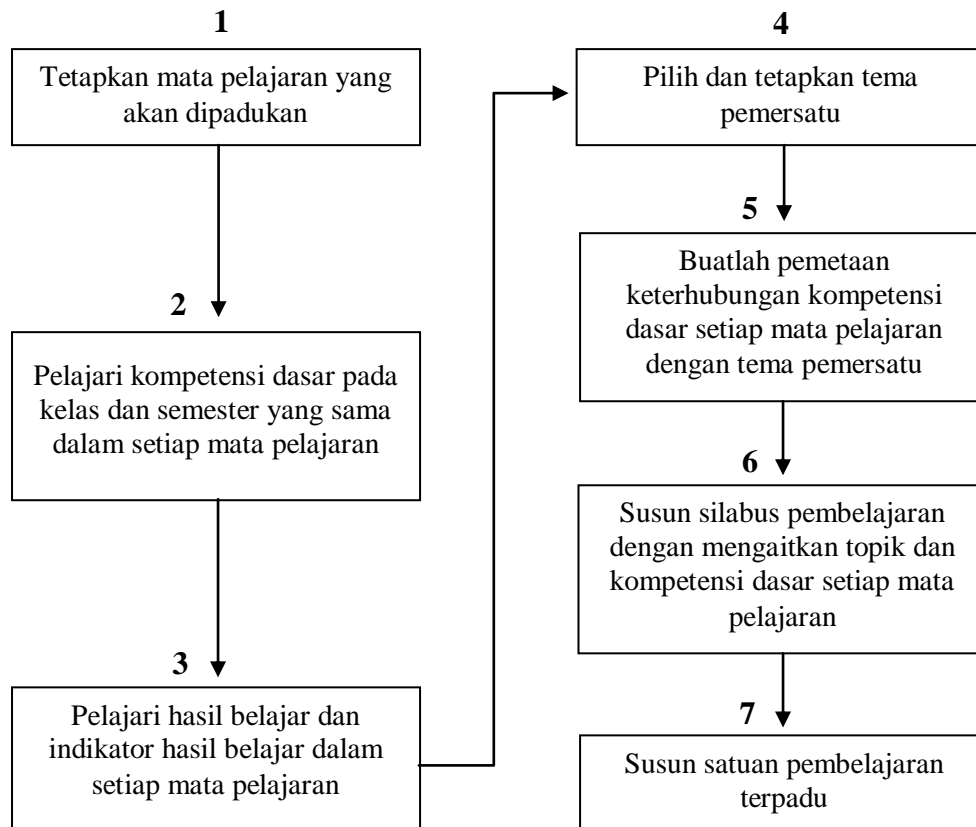 1
Tetapkan mata pelajaran yang
akan dipadukan
2
Pelajari kompetensi dasar pada
kelas dan semester yang sama
dalam setiap mata pelajaran
3
Pelajari hasil belajar dan
indikator hasil belajar dalam
setiap mata pelajaran
4
Pilih dan tetapkan tema
pemersatu
5
Buatlah pemetaan
keterhubungan kompetensi
dasar setiap mata pelajaran
dengan tema pemersatu
6
Susun silabus pembelajaran
dengan mengaitkan topik dan
kompetensi dasar setiap mata
pelajaran
7
Susun satuan pembelajaran
terpadu